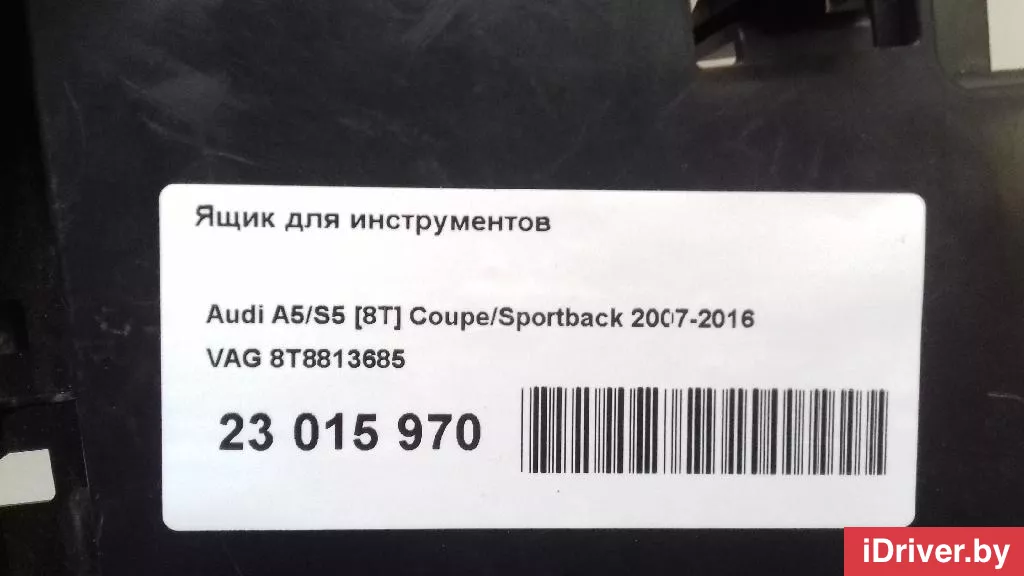 Ящик для инструментов
Audi A5/S5 [8T] Coupe/Sportback 2007-2016
VAG 8T8813685
23 015 970
iDriver.by